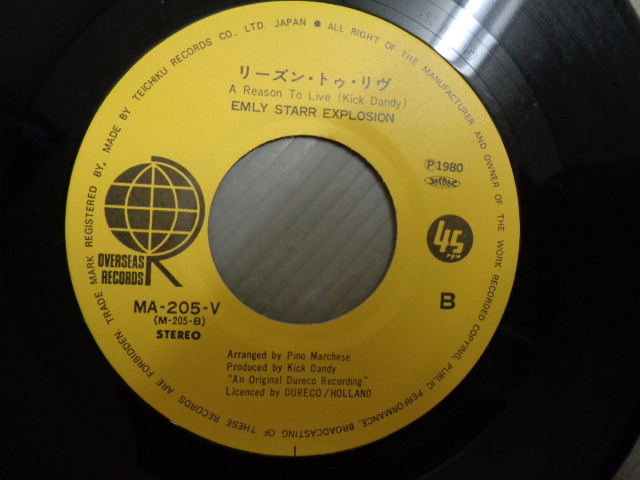 TRADE MARK REGISTERED BY, MADE BY TEICHIKU RECORDS CO., LTD. JAPAN ● ALL RIGHT OF THE MANUFACTURER AND OWNER OF THE WORK RECORDED COPYING, PUBLIC PERFORMANCE, BROADCASTING OF THESE RECORDS ARE FORBIDDEN.
リーズン・トゥ・リヴ
A Reason To Live (Kick Dandy)
EMLY STARR EXPLOSION
Ⓟ1980
45
rpm
OVERSEAS
RECORDS
MA-205-V
(M-205-B)
STEREO
B
Arranged by Pino Marchese
Produced by Kick Dandy
"An Original Dureco Recording"
Licenced by DURECO/HOLLAND